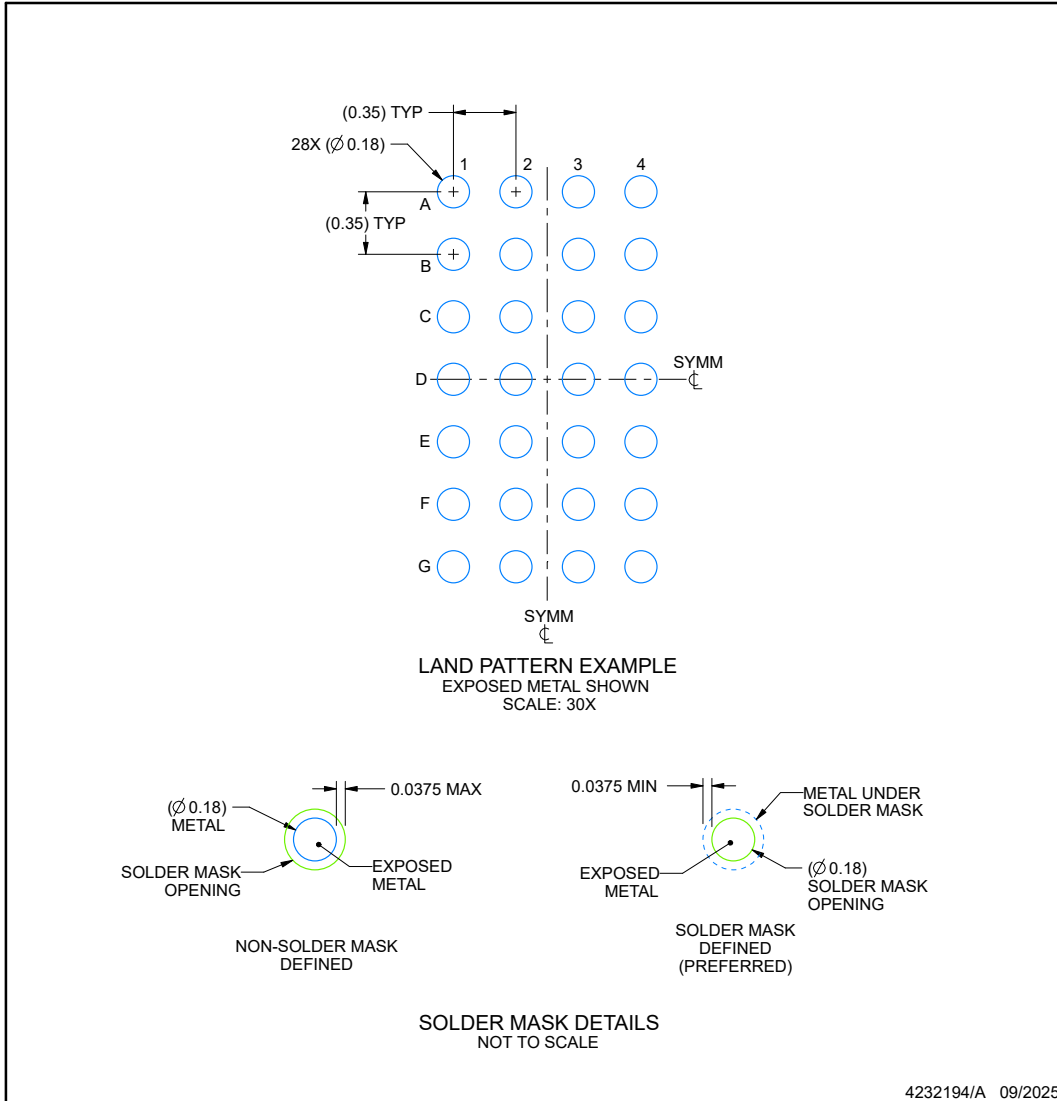 (0.35) TYP
28X (∅ 0.18)
1
2
3
4
A
(0.35) TYP
B
C
SYMM
℄
D
E
F
G
SYMM
℄
LAND PATTERN EXAMPLE
EXPOSED METAL SHOWN
SCALE: 30X
(∅ 0.18)
METAL
0.0375 MAX
SOLDER MASK
OPENING
EXPOSED
METAL
NON-SOLDER MASK
DEFINED
0.0375 MIN
METAL UNDER
SOLDER MASK
EXPOSED
METAL
(∅ 0.18)
SOLDER MASK
OPENING
SOLDER MASK
DEFINED
(PREFERRED)
SOLDER MASK DETAILS
NOT TO SCALE
4232194/A 09/2025